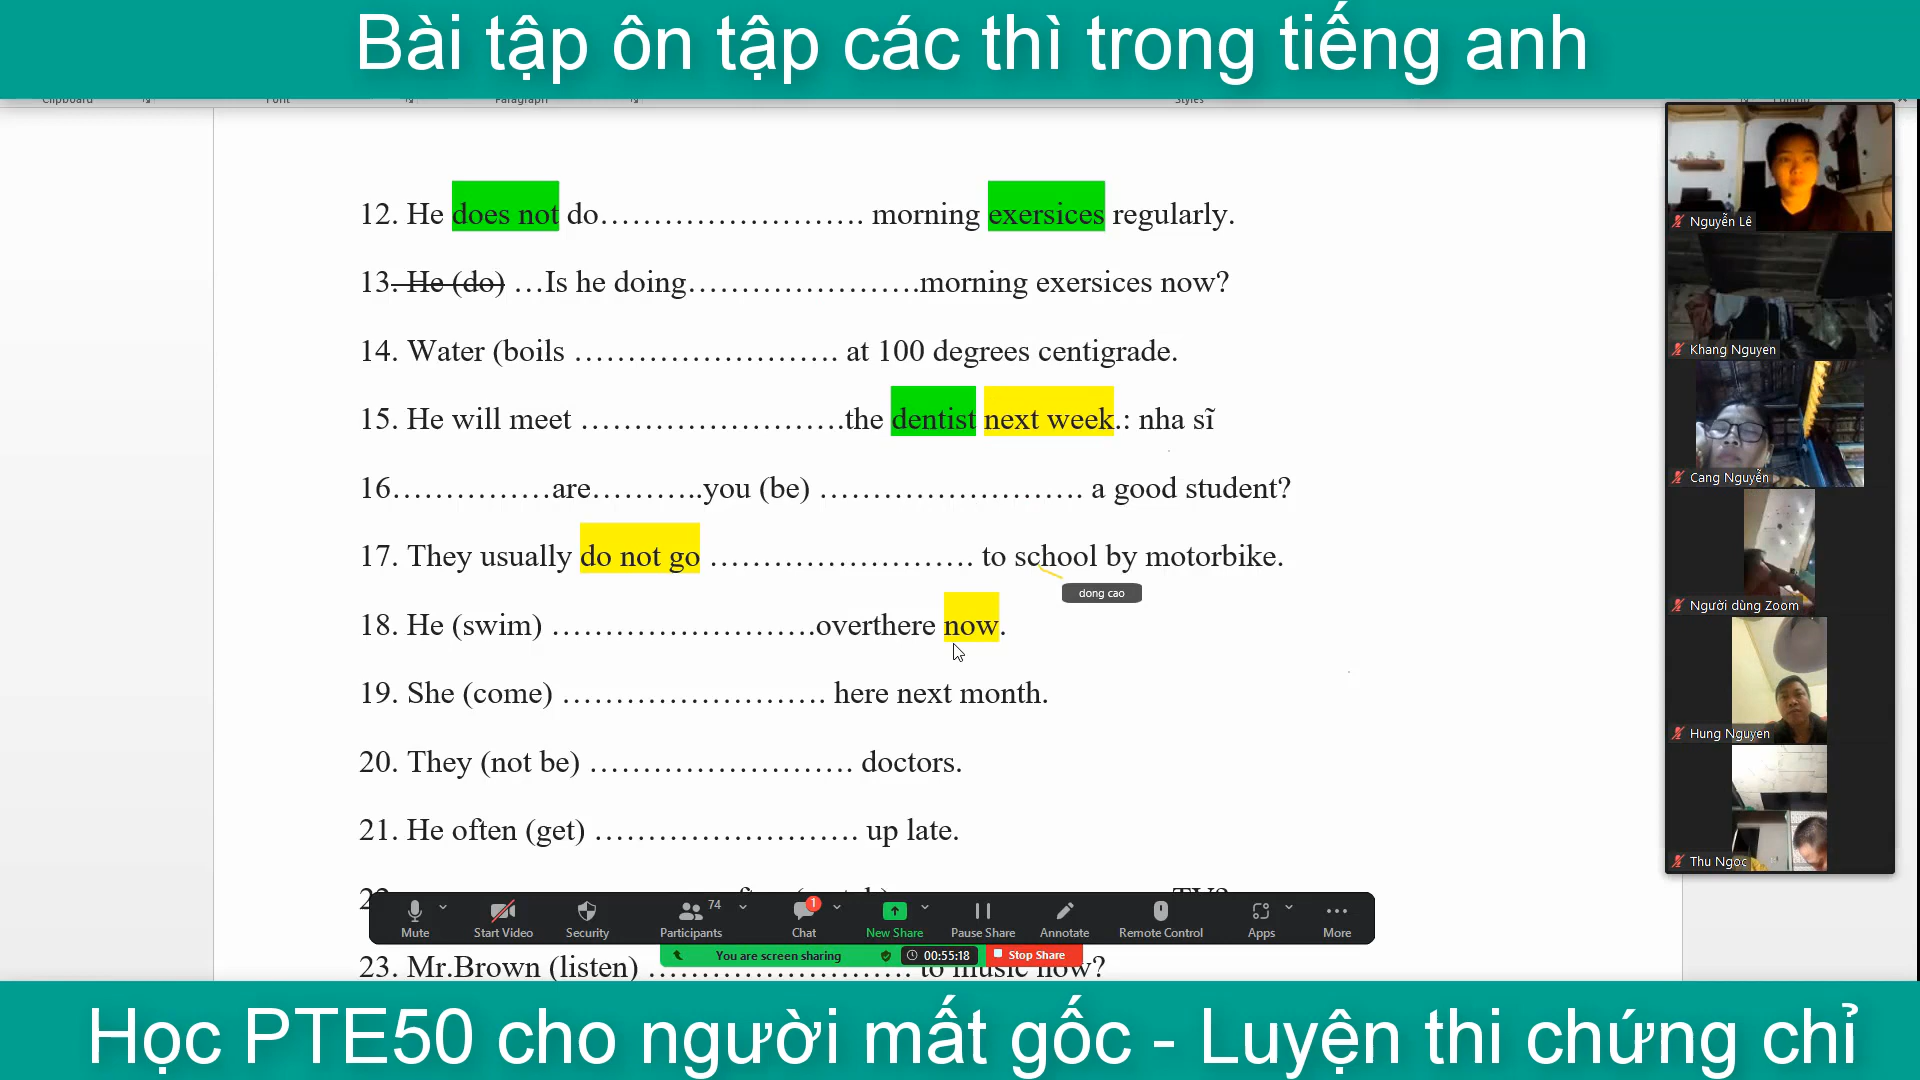 Bài tập ôn tập các thì trong tiếng anh
Clipboard Font Paragraph Styles
12. He does not do……………………. morning exersices regularly.
13. He (do) …Is he doing………………….morning exersices now?
14. Water (boils ……………………. at 100 degrees centigrade.
15. He will meet …………………….the dentist next week.: nha sĩ
16……………are……….you (be) ……………………. a good student?
17. They usually do not go ……………………. to school by motorbike.
dong cao
18. He (swim) …………………….overthere now.
19. She (come) ……………………. here next month.
20. They (not be) ……………………. doctors.
21. He often (get) ……………………. up late.
23. Mr.Brown (listen) ……………………. to music now?
Nguyễn Lê
Khang Nguyen
Cang Nguyễn
Người dùng Zoom
Hung Nguyen
Thu Ngọc
74 1
Mute Start Video Security Participants Chat New Share Pause Share Annotate Remote Control Apps More
You are screen sharing 00:55:18 Stop Share
Học PTE50 cho người mất gốc - Luyện thi chứng chỉ